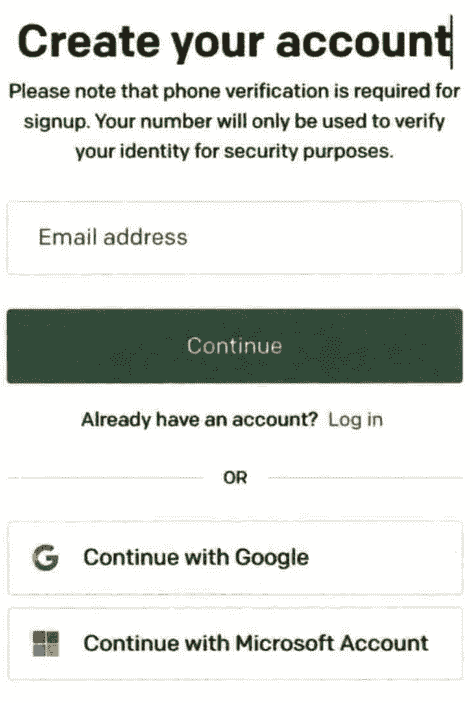 Create your account
Please note that phone verification is required for
signup. Your number will only be used to verify
your identity for security purposes.
Email address
Continue
Already have an account? Log in
OR
Continue with Google
Continue with Microsoft Account